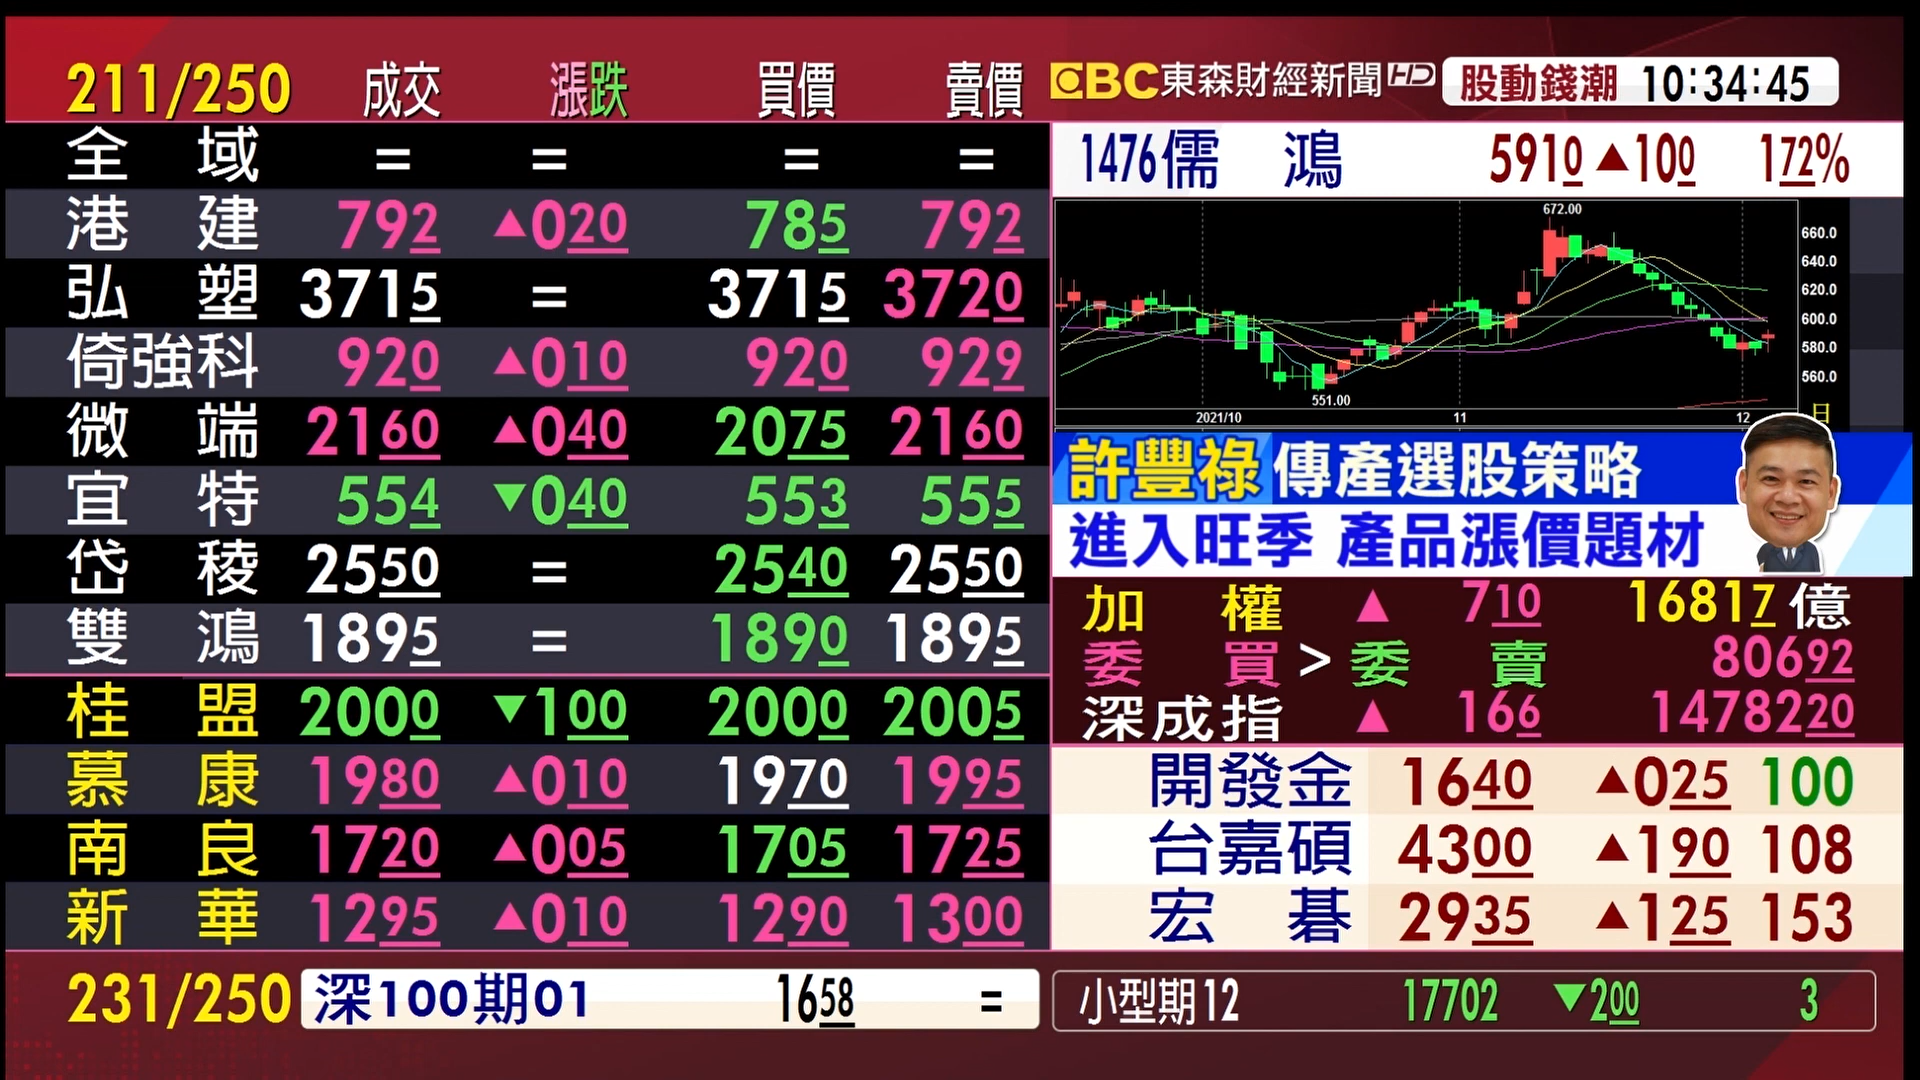 211/250 成交 漲跌 買價 賣價
全域 = = = =
港建 792 ▲020 785 792
弘塑 3715 = 3715 3720
倚強科 920 ▲010 920 929
微端 2160 ▲040 2075 2160
宜特 554 ▼040 553 555
岱稜 2550 = 2540 2550
雙鴻 1895 = 1890 1895
桂盟 2000 ▼100 2000 2005
慕康 1980 ▲010 1970 1995
南良 1720 ▲005 1705 1725
新華 1295 ▲010 1290 1300
231/250 深100期01 1658 =
EBC東森財經新聞HD 股動錢潮 10:34:45
1476儒鴻 5910 ▲100 172%
672.00
660.0
640.0
620.0
600.0
580.0
560.0
551.00
2021/10 11 12 日
許豐祿 傳產選股策略
進入旺季 產品漲價題材
加權 ▲ 710 16817億
委買>委賣 80692
深成指 ▲ 166 1478220
開發金 1640 ▲025 100
台嘉碩 4300 ▲190 108
宏碁 2935 ▲125 153
小型期12 17702 ▼200 3